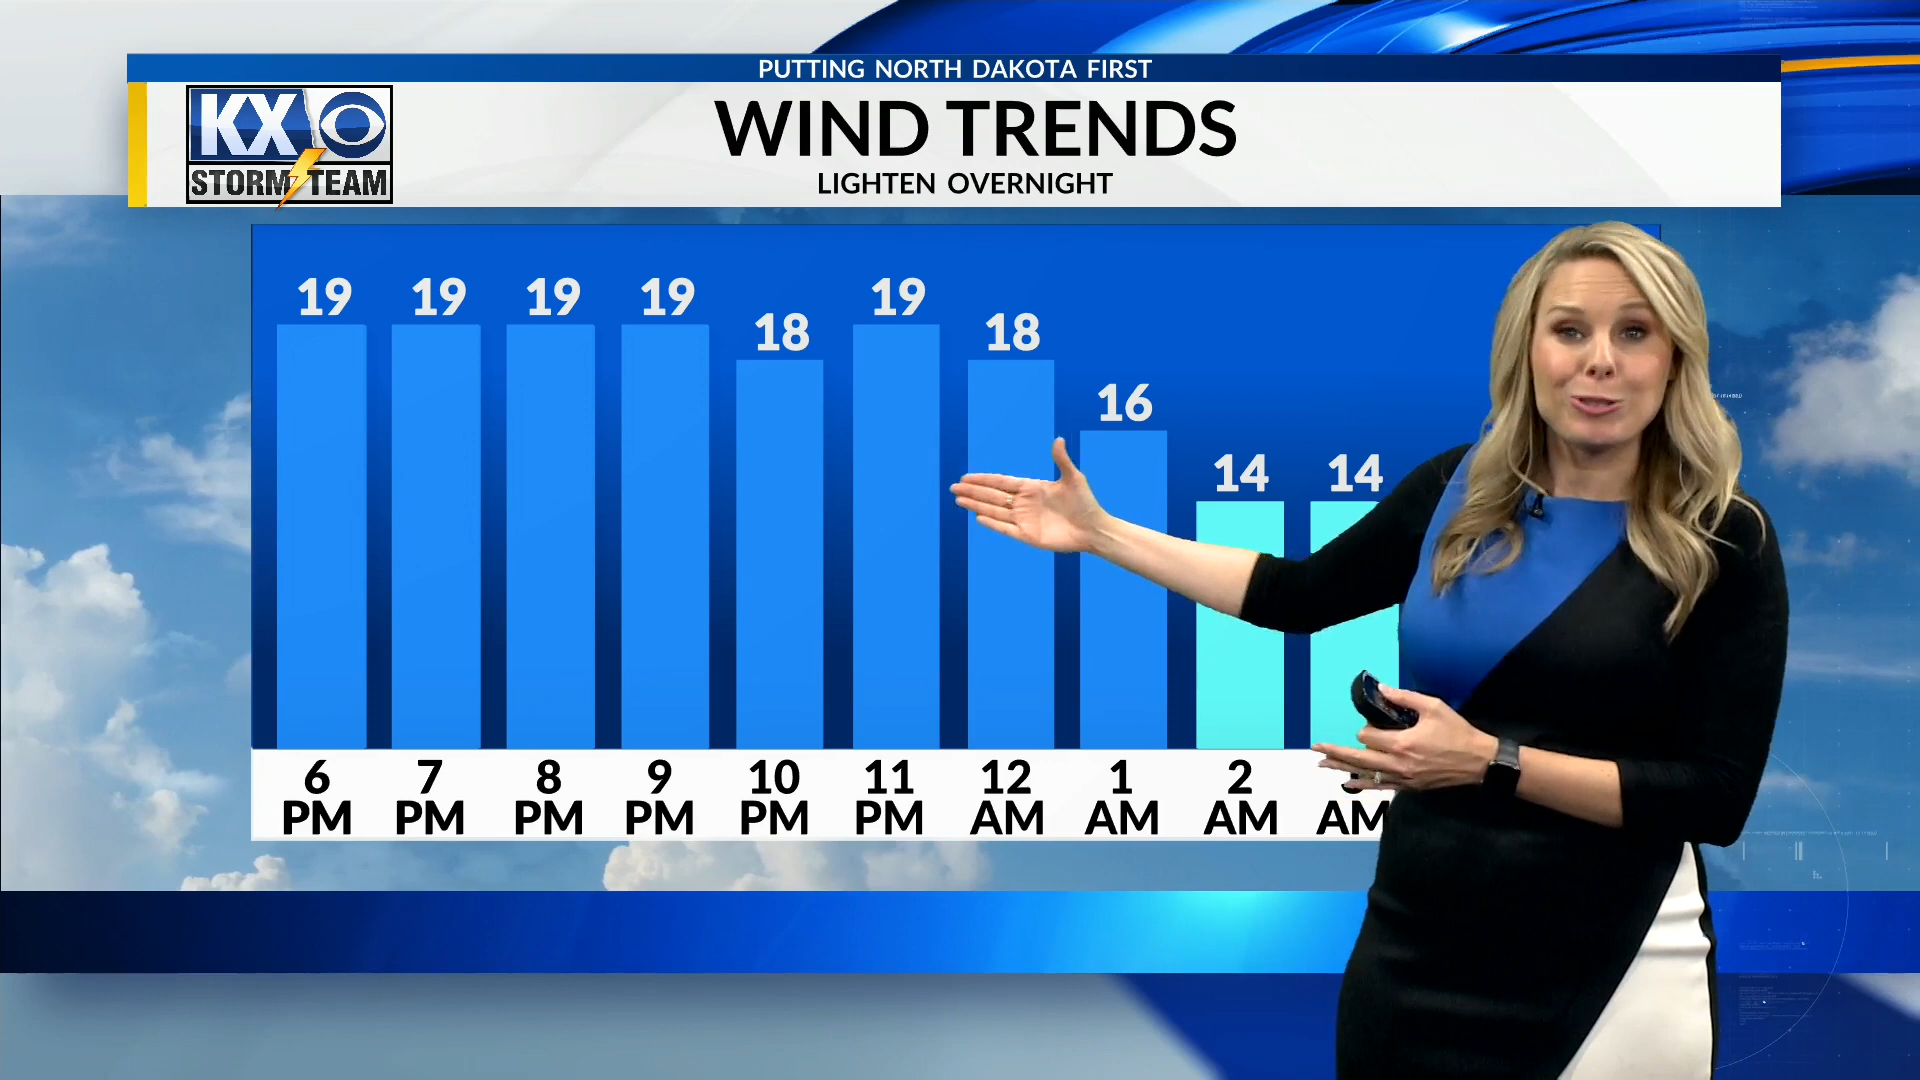 PUTTING NORTH DAKOTA FIRST
KX
STORM TEAM
WIND TRENDS
LIGHTEN OVERNIGHT
19 19 19 19 18 19 18 16 14 14
6 7 8 9 10 11 12 1 2
PM PM PM PM PM PM AM AM AM AM